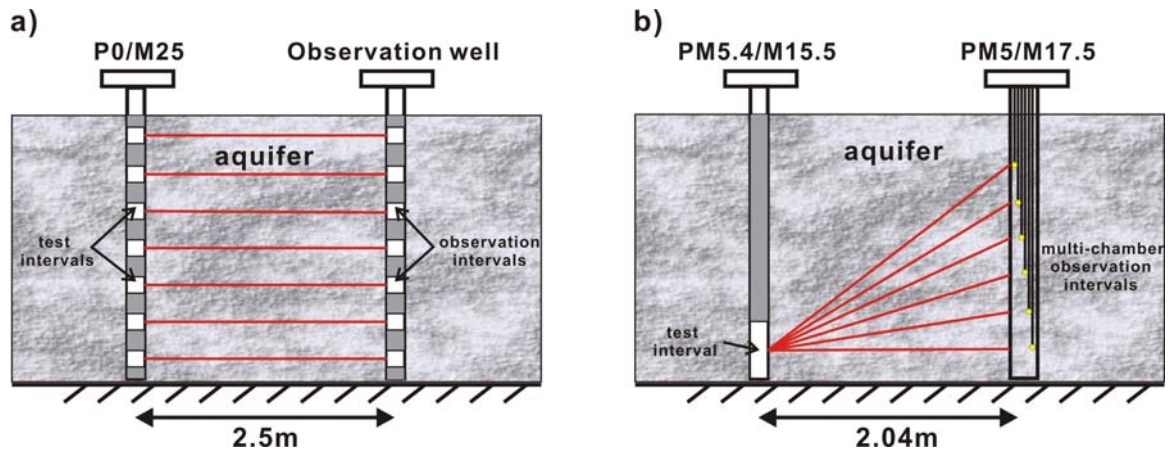 a)
P0/M25
Observation well
aquifer
test
intervals
observation
intervals
2.5m
b)
PM5.4/M15.5
PM5/M17.5
aquifer
multi-chamber
observation
intervals
test
interval
2.04m